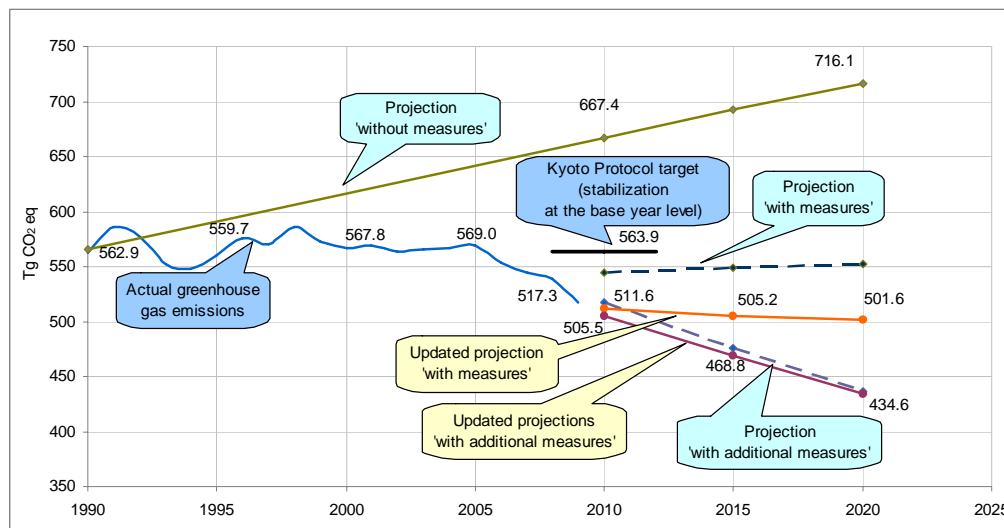 Tg CO₂ eq
750
700
650
600
550
500
450
400
350
1990
1995
2000
2005
2010
2015
2020
2025
716.1
667.4
Projection
'without measures'
Kyoto Protocol target
(stabilization
at the base year level)
563.9
Projection
'with measures'
562.9
559.7
567.8
569.0
517.3
Actual greenhouse
gas emissions
511.6
505.2
501.6
505.5
468.8
434.6
Updated projection
'with measures'
Updated projections
'with additional measures'
Projection
'with additional measures'